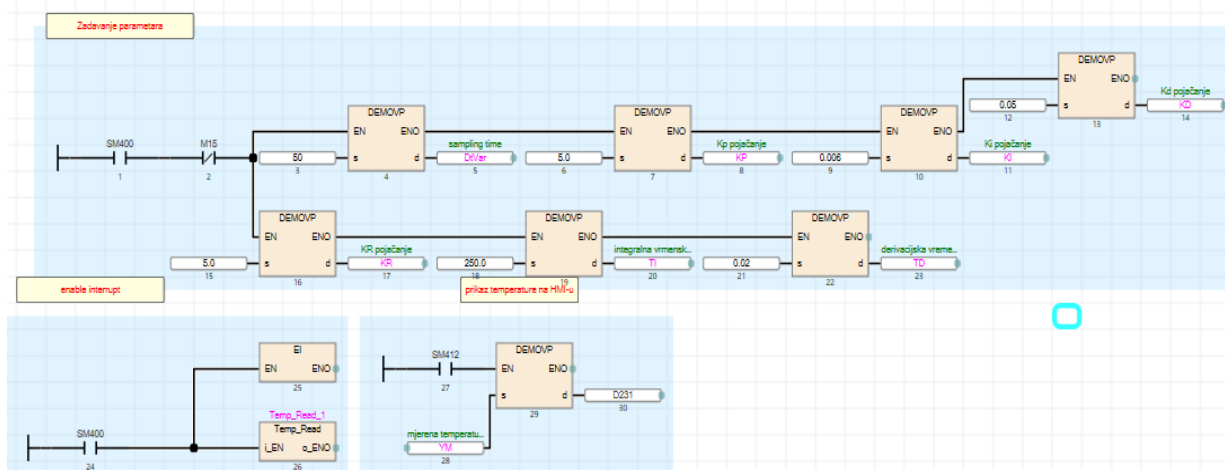 Zadavanje parametara
DEMOVP
EN ENO
Kd pojačanje
0.05 s d KD
12 13 14
DEMOVP DEMOVP DEMOVP
EN ENO EN ENO EN ENO
SM400 M15 sampling time Kp pojačanje Ki pojačanje
50 s d DtVar 5.0 s d KP 0.006 s d KI
1 2 3 4 5 6 7 8 9 10 11
DEMOVP DEMOVP DEMOVP
EN ENO EN ENO EN ENO
KR pojačanje integralna vrmensk... derivacijska vreme...
5.0 s d KR 250.0 s d TI 0.02 s d TD
15 16 17 18 19 20 21 22 23
enable interrupt prikaz temperature na HMI-u
EI DEMOVP
SM412
EN ENO EN ENO
25 27
s d D231
29 30
Temp_Read_1
SM400 Temp_Read mjerena temperatu...
i_EN o_ENO YM
24 26 28